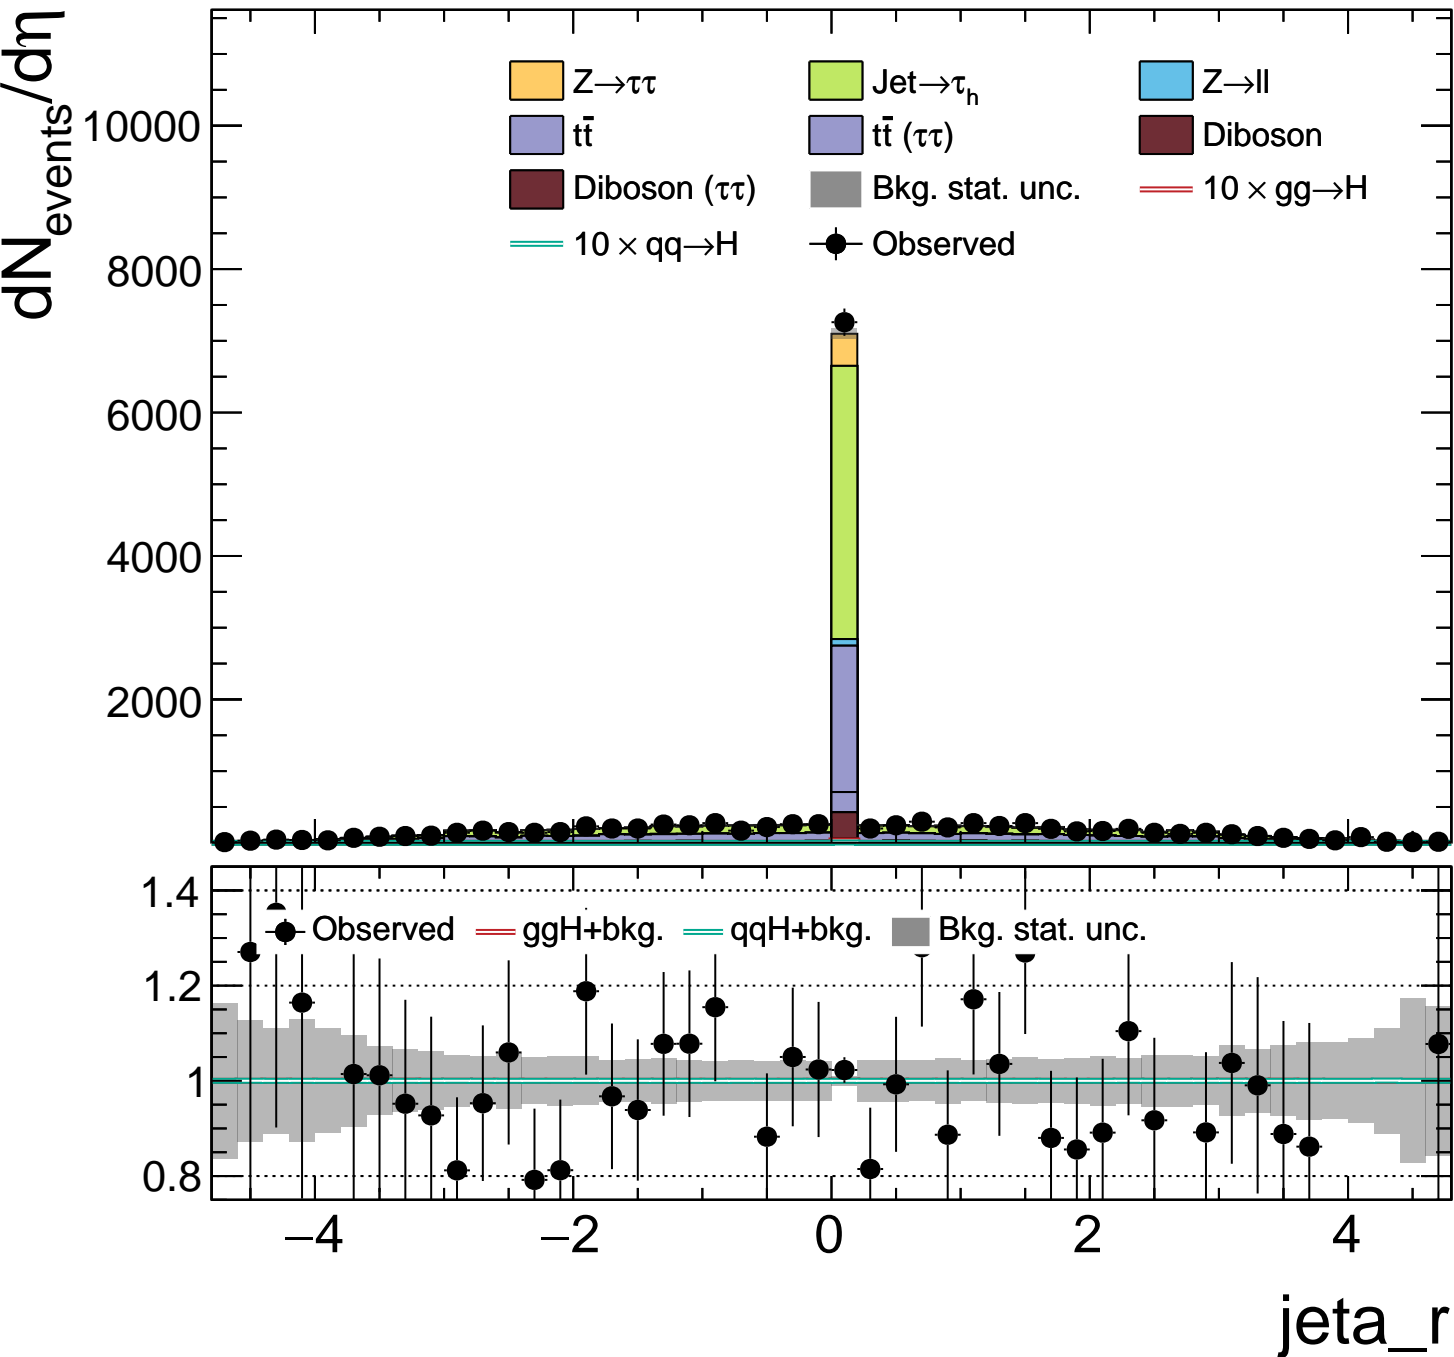 dN_events/dη
10000
8000
6000
4000
2000
Z→ττ Jet→τ_h Z→ll
tt̄ tt̄ (ττ) Diboson
Diboson (ττ) Bkg. stat. unc. 10 × gg→H
10 × qq→H Observed
1.4
1.2
1
0.8
Observed ggH+bkg. qqH+bkg. Bkg. stat. unc.
−4 −2 0 2 4
jeta_r